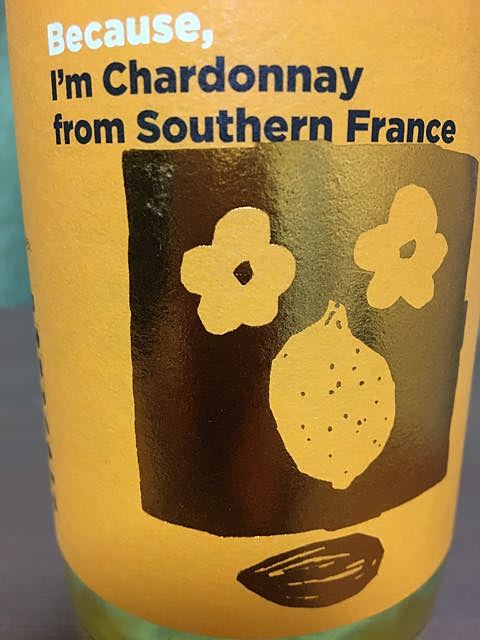 Because,
I'm Chardonnay
from Southern France